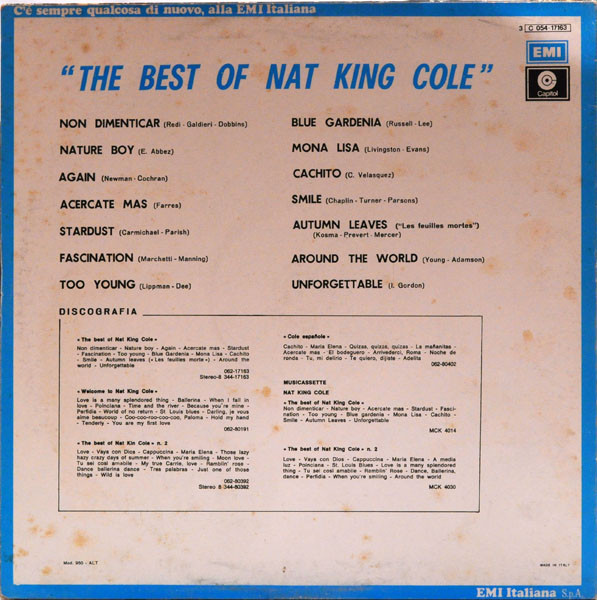 C'è sempre qualcosa di nuovo, alla EMI Italiana
3 C 054-17163
EMI
Capitol
"THE BEST OF NAT KING COLE"
NON DIMENTICAR (Redi - Galdieri - Dobbins)
NATURE BOY (E. Abbez)
AGAIN (Newman - Cochran)
ACERCATE MAS (Farres)
STARDUST (Carmichael - Parish)
FASCINATION (Marchetti - Manning)
TOO YOUNG (Lippman - Dee)
BLUE GARDENIA (Russell - Lee)
MONA LISA (Livingston - Evans)
CACHITO (C. Velasquez)
SMILE (Chaplin - Turner - Parsons)
AUTUMN LEAVES ("Les feuilles mortes")
(Kosma - Prevert - Mercer)
AROUND THE WORLD (Young - Adamson)
UNFORGETTABLE (I. Gordon)
DISCOGRAFIA
« The best of Nat King Cole »
Non dimenticar - Nature boy - Again - Acercate mas - Stardust
- Fascination - Too young - Blue Gardenia - Mona Lisa - Cachito
- Smile - Autumn leaves (« Les feuilles morte ») - Around the
world - Unforgettable
062-17163
Stereo-8 344-17163
« Welcome to Nat King Cole »
Love is a many splendored thing - Ballerina - When I fall in
love - Poinciana - Time and the river - Because you're mine -
Perfidia - World of no return - St. Louis blues - Darling, je vous
aime beaucoup - Coo-coo-roo-coo-coo, Paloma - Hold my hand
- Tenderly - You are my first love
062-80191
« The best of Nat Kin Cole » n. 2
Love - Vaya con Dios - Cappuccina - Maria Elena - Those lazy
hazy crazy days of summer - When you're smiling - Moon love -
Tu sei così amabile - My true Carrie, love - Ramblin' rose -
Dance ballerina dance - Tres palabras - Just one of those
things - Wild is love
062-80392
Stereo 8 344-80392
« Cole español »
Cachito - Maria Elena - Quizas, quizas, quizas - La mañanitas -
Acercate mas - El bodeguero - Arrivederci, Roma - Noche de
ronda - Tu, mi delirio - Te quiero, dijiste - Adelita
062-80402
MUSICASSETTE
NAT KING COLE
« The best of Nat King Cole »
Non dimenticar - Nature boy - Acercate mas - Stardust - Fasci-
nation - Too young - Blue gardenia - Mona Lisa - Cachito -
Smile - Autumn Leaves - Unforgettable
MCK 4014
« The best of Nat King Cole » n. 2
Love - Vaya con Dios - Cappuccina - Maria Elena - A media
luz - Poinciana - St. Louis Blues - Love is a many splendored
thing - Tu sei così amabile - Ramblin' Rose - Dance, Ballerina,
dance - Perfidia - When you're smiling - Around the world
MCK 4030
Mod. 950 - ALT
MADE IN ITALY
EMI Italiana S.p.A.